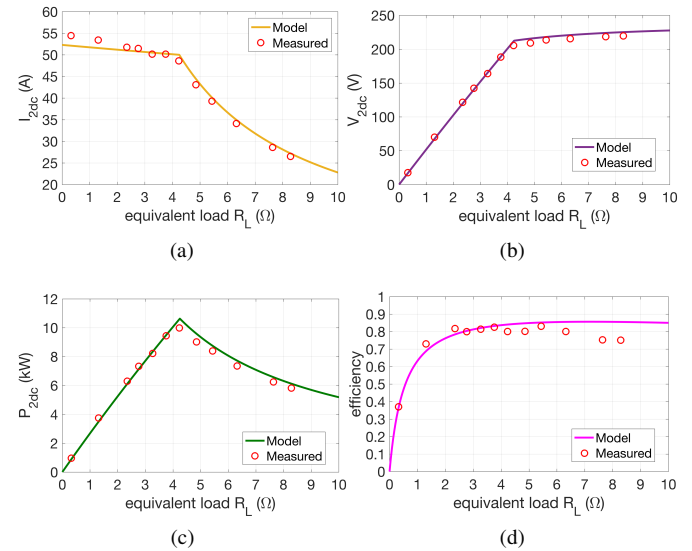 60
55
50
45
40
35
30
25
20
I2dc (A)
Model
Measured
0 1 2 3 4 5 6 7 8 9 10
equivalent load RL (Ω)
(a)
250
200
150
100
50
0
V2dc (V)
Model
Measured
0 1 2 3 4 5 6 7 8 9 10
equivalent load RL (Ω)
(b)
12
10
8
6
4
2
0
P2dc (kW)
Model
Measured
0 1 2 3 4 5 6 7 8 9 10
equivalent load RL (Ω)
(c)
1
0.9
0.8
0.7
0.6
0.5
0.4
0.3
0.2
0.1
0
efficiency
Model
Measured
0 1 2 3 4 5 6 7 8 9 10
equivalent load RL (Ω)
(d)